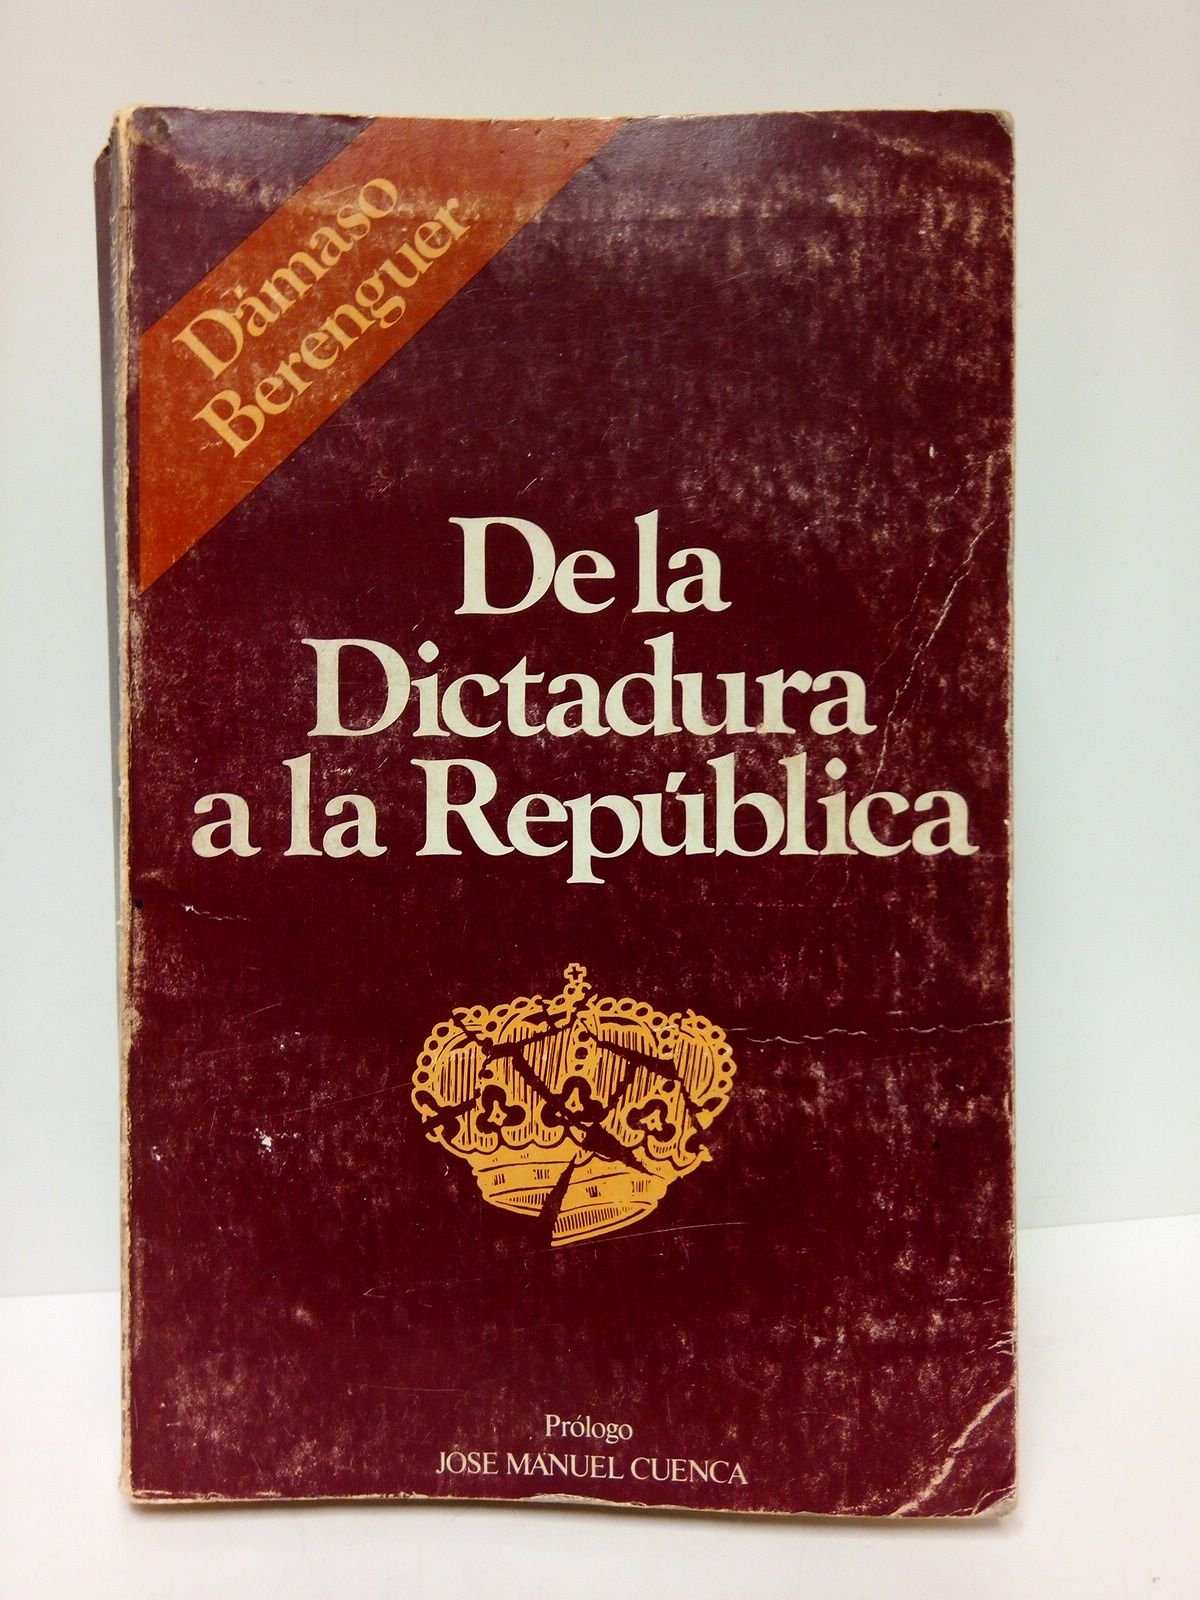 Dámaso
Berenguer
De la
Dictadura
a la República
Prólogo
JOSE MANUEL CUENCA